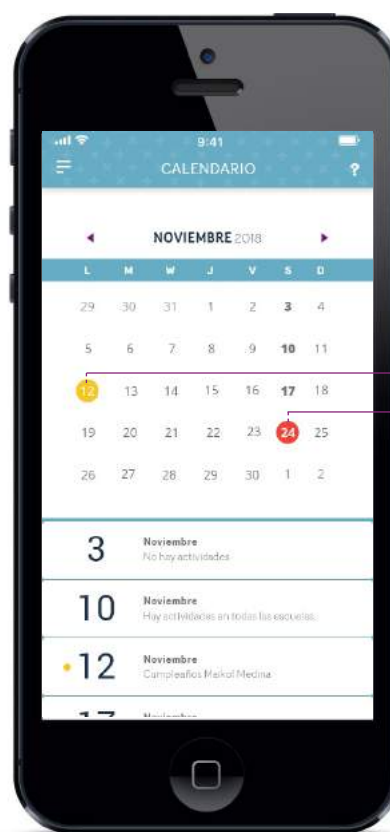 9:41
CALENDARIO ?
NOVIEMBRE 2018
L M W J V S D
29 30 31 1 2 3 4
5 6 7 8 9 10 11
12 13 14 15 16 17 18
19 20 21 22 23 24 25
26 27 28 29 30 1 2
3 Noviembre
No hay actividades
10 Noviembre
Hay actividades en todas las escuelas.
12 Noviembre
Cumpleaños Maikol Medina
17 Noviembre